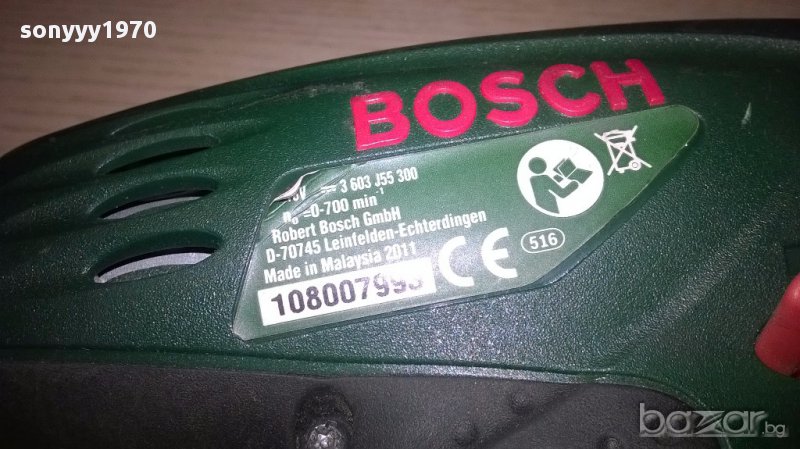 sonyyy1970
BOSCH
3 603 J55 300
=0-700 min-1
Robert Bosch GmbH
D-70745 Leinfelden-Echterdingen
Made in Malaysia 2011
CE
516
bazar.bg